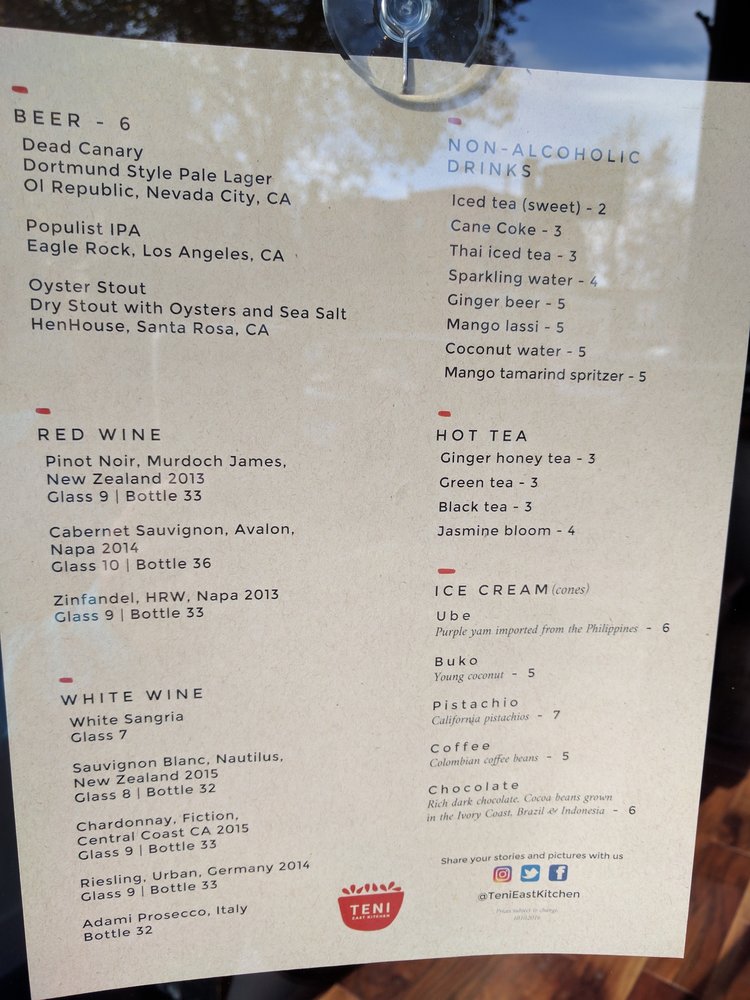 BEER - 6
Dead Canary
Dortmund Style Pale Lager
Ol Republic, Nevada City, CA
Populist IPA
Eagle Rock, Los Angeles, CA
Oyster Stout
Dry Stout with Oysters and Sea Salt
HenHouse, Santa Rosa, CA
RED WINE
Pinot Noir, Murdoch James,
New Zealand 2013
Glass 9 | Bottle 33
Cabernet Sauvignon, Avalon,
Napa 2014
Glass 10 | Bottle 36
Zinfandel, HRW, Napa 2013
Glass 9 | Bottle 33
WHITE WINE
White Sangria
Glass 7
Sauvignon Blanc, Nautilus,
New Zealand 2015
Glass 8 | Bottle 32
Chardonnay, Fiction,
Central Coast CA 2015
Glass 9 | Bottle 33
Riesling, Urban, Germany 2014
Glass 9 | Bottle 33
Adami Prosecco, Italy
Bottle 32
NON-ALCOHOLIC
DRINKS
Iced tea (sweet) - 2
Cane Coke - 3
Thai iced tea - 3
Sparkling water - 4
Ginger beer - 5
Mango lassi - 5
Coconut water - 5
Mango tamarind spritzer - 5
HOT TEA
Ginger honey tea - 3
Green tea - 3
Black tea - 3
Jasmine bloom - 4
ICE CREAM (cones)
Ube
Purple yam imported from the Philippines - 6
Buko
Young coconut - 5
Pistachio
California pistachios - 7
Coffee
Colombian coffee beans - 5
Chocolate
Rich dark chocolate, Cocoa beans grown
in the Ivory Coast, Brazil & Indonesia - 6
Share your stories and pictures with us
@TeniEastKitchen
Prices subject to change.
10102016
TENI
EAST KITCHEN